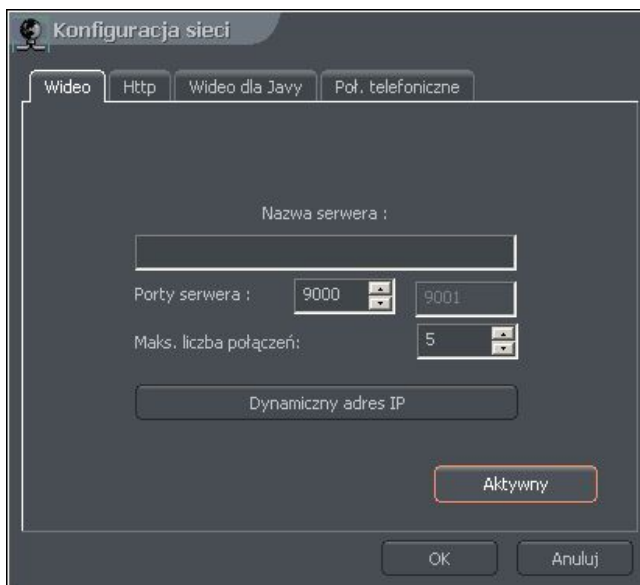 Konfiguracja sieci
Wideo Http Wideo dla Javy Poł. telefoniczne
Nazwa serwera :
Porty serwera : 9000 9001
Maks. liczba połączeń: 5
Dynamiczny adres IP
Aktywny
OK Anuluj